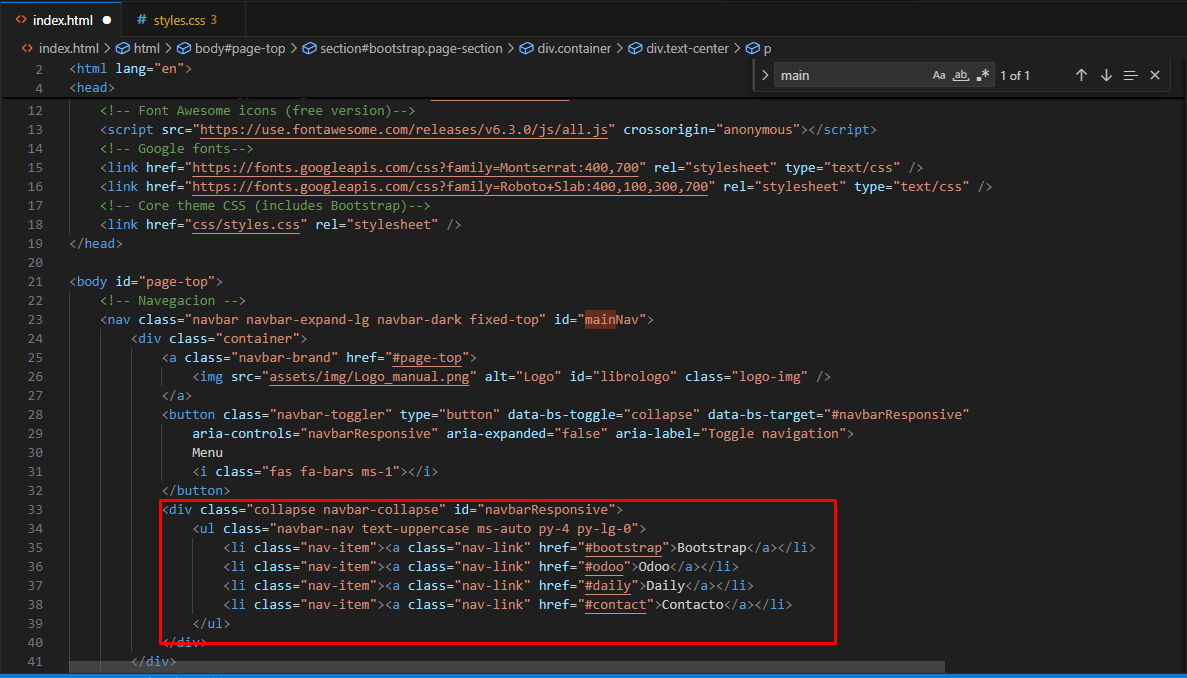 <> index.html ●
# styles.css 3
<> index.html > html > body#page-top > section#bootstrap.page-section > div.container > div.text-center > p
2 <html lang="en">
4 <head>
> main Aa ab .* 1 of 1
12 <!-- Font Awesome icons (free version)-->
13 <script src="https://use.fontawesome.com/releases/v6.3.0/js/all.js" crossorigin="anonymous"></script>
14 <!-- Google fonts-->
15 <link href="https://fonts.googleapis.com/css?family=Montserrat:400,700" rel="stylesheet" type="text/css" />
16 <link href="https://fonts.googleapis.com/css?family=Roboto+Slab:400,100,300,700" rel="stylesheet" type="text/css" />
17 <!-- Core theme CSS (includes Bootstrap)-->
18 <link href="css/styles.css" rel="stylesheet" />
19 </head>
20
21 <body id="page-top">
22 <!-- Navegacion -->
23 <nav class="navbar navbar-expand-lg navbar-dark fixed-top" id="mainNav">
24 <div class="container">
25 <a class="navbar-brand" href="#page-top">
26 <img src="assets/img/Logo_manual.png" alt="Logo" id="librologo" class="logo-img" />
27 </a>
28 <button class="navbar-toggler" type="button" data-bs-toggle="collapse" data-bs-target="#navbarResponsive"
29 aria-controls="navbarResponsive" aria-expanded="false" aria-label="Toggle navigation">
30 Menu
31 <i class="fas fa-bars ms-1"></i>
32 </button>
33 <div class="collapse navbar-collapse" id="navbarResponsive">
34 <ul class="navbar-nav text-uppercase ms-auto py-4 py-lg-0">
35 <li class="nav-item"><a class="nav-link" href="#bootstrap">Bootstrap</a></li>
36 <li class="nav-item"><a class="nav-link" href="#odoo">Odoo</a></li>
37 <li class="nav-item"><a class="nav-link" href="#daily">Daily</a></li>
38 <li class="nav-item"><a class="nav-link" href="#contact">Contacto</a></li>
39 </ul>
40 </div>
41 </div>